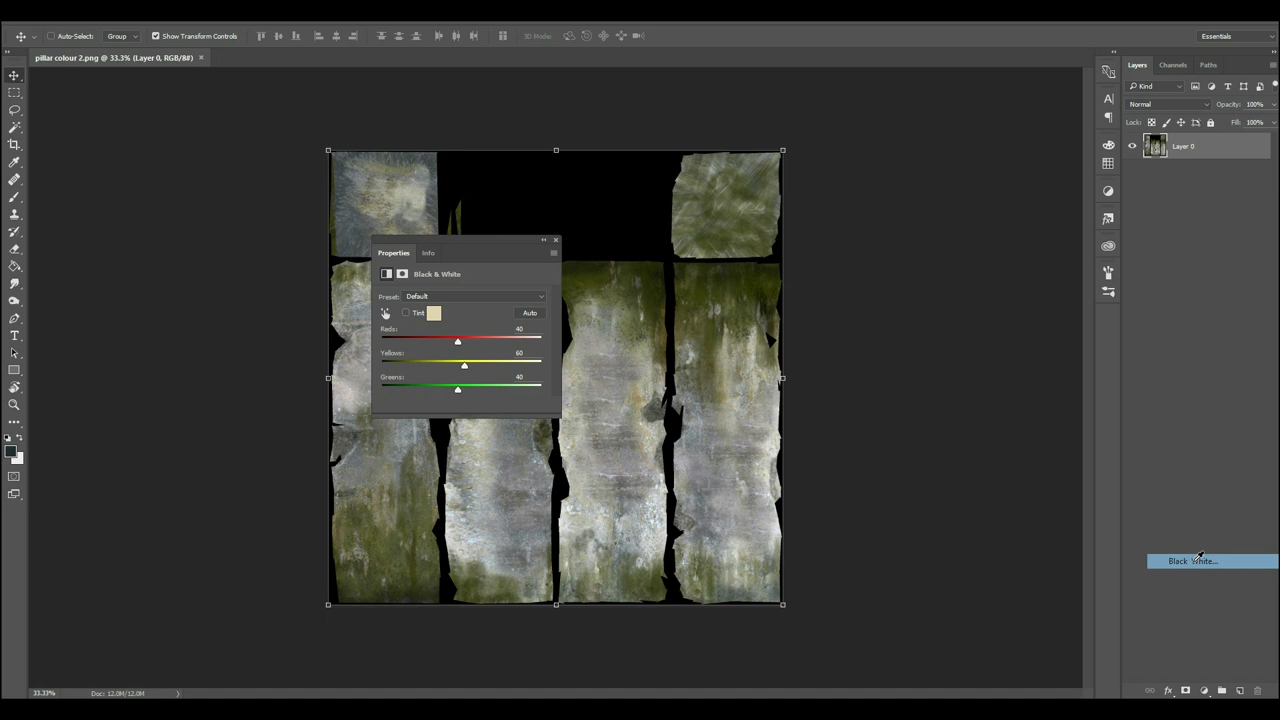 Auto-Select: Group Show Transform Controls 3D Mode: Essentials
pillar colour 2.png @ 33.3% (Layer 0, RGB/8#) ×
Layers Channels Paths
Kind
Normal Opacity: 100%
Lock: Fill: 100%
Layer 0
Properties Info
Black & White
Preset: Default
Tint Auto
Reds: 40
Yellows: 60
Greens: 40
Black White...
33.33% Doc: 12.0M/12.0M